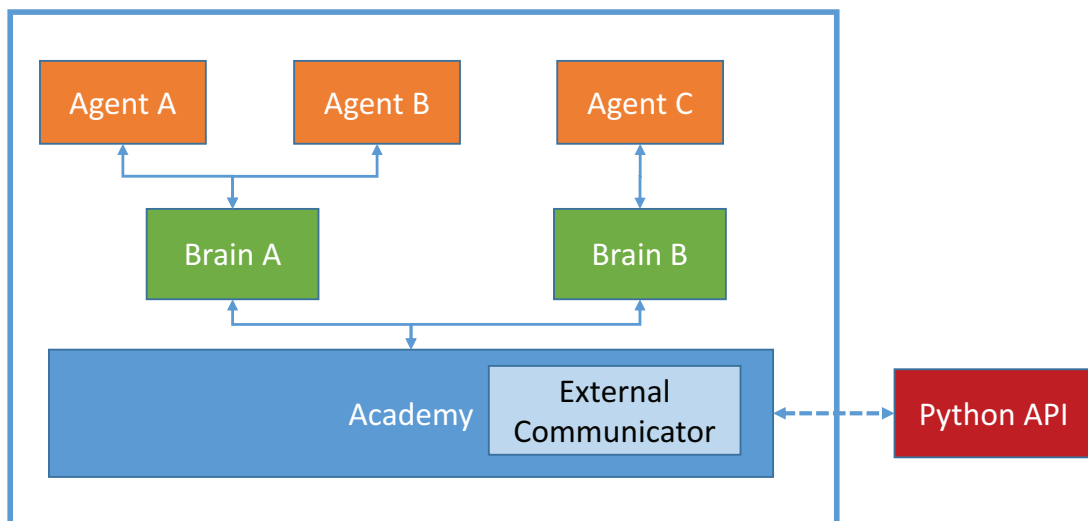 Agent A
Agent B
Agent C
Brain A
Brain B
Academy
External
Communicator
Python API